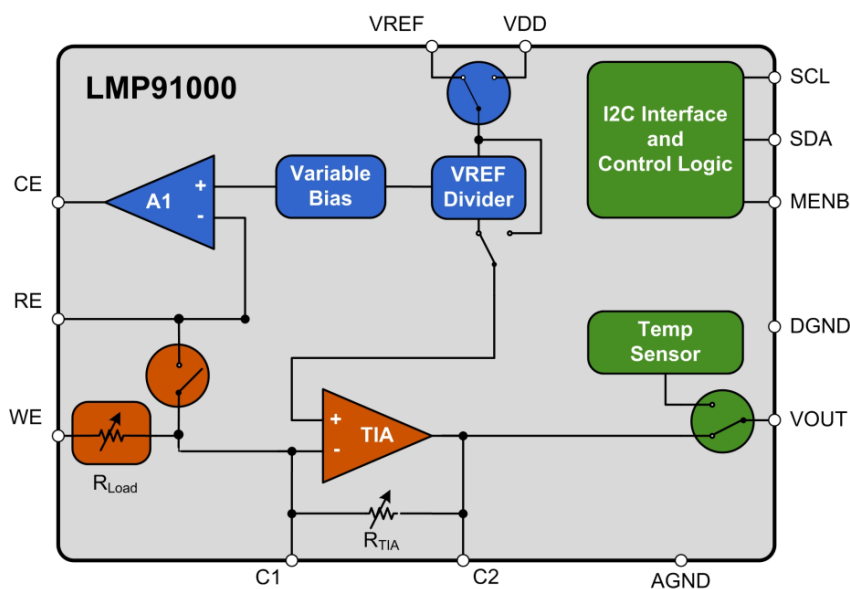 VREF
VDD
LMP91000
SCL
I2C Interface
and
Control Logic
SDA
MENB
CE
+
A1
-
Variable
Bias
VREF
Divider
RE
DGND
Temp
Sensor
WE
VOUT
+
TIA
-
RLoad
RTIA
C1
C2
AGND